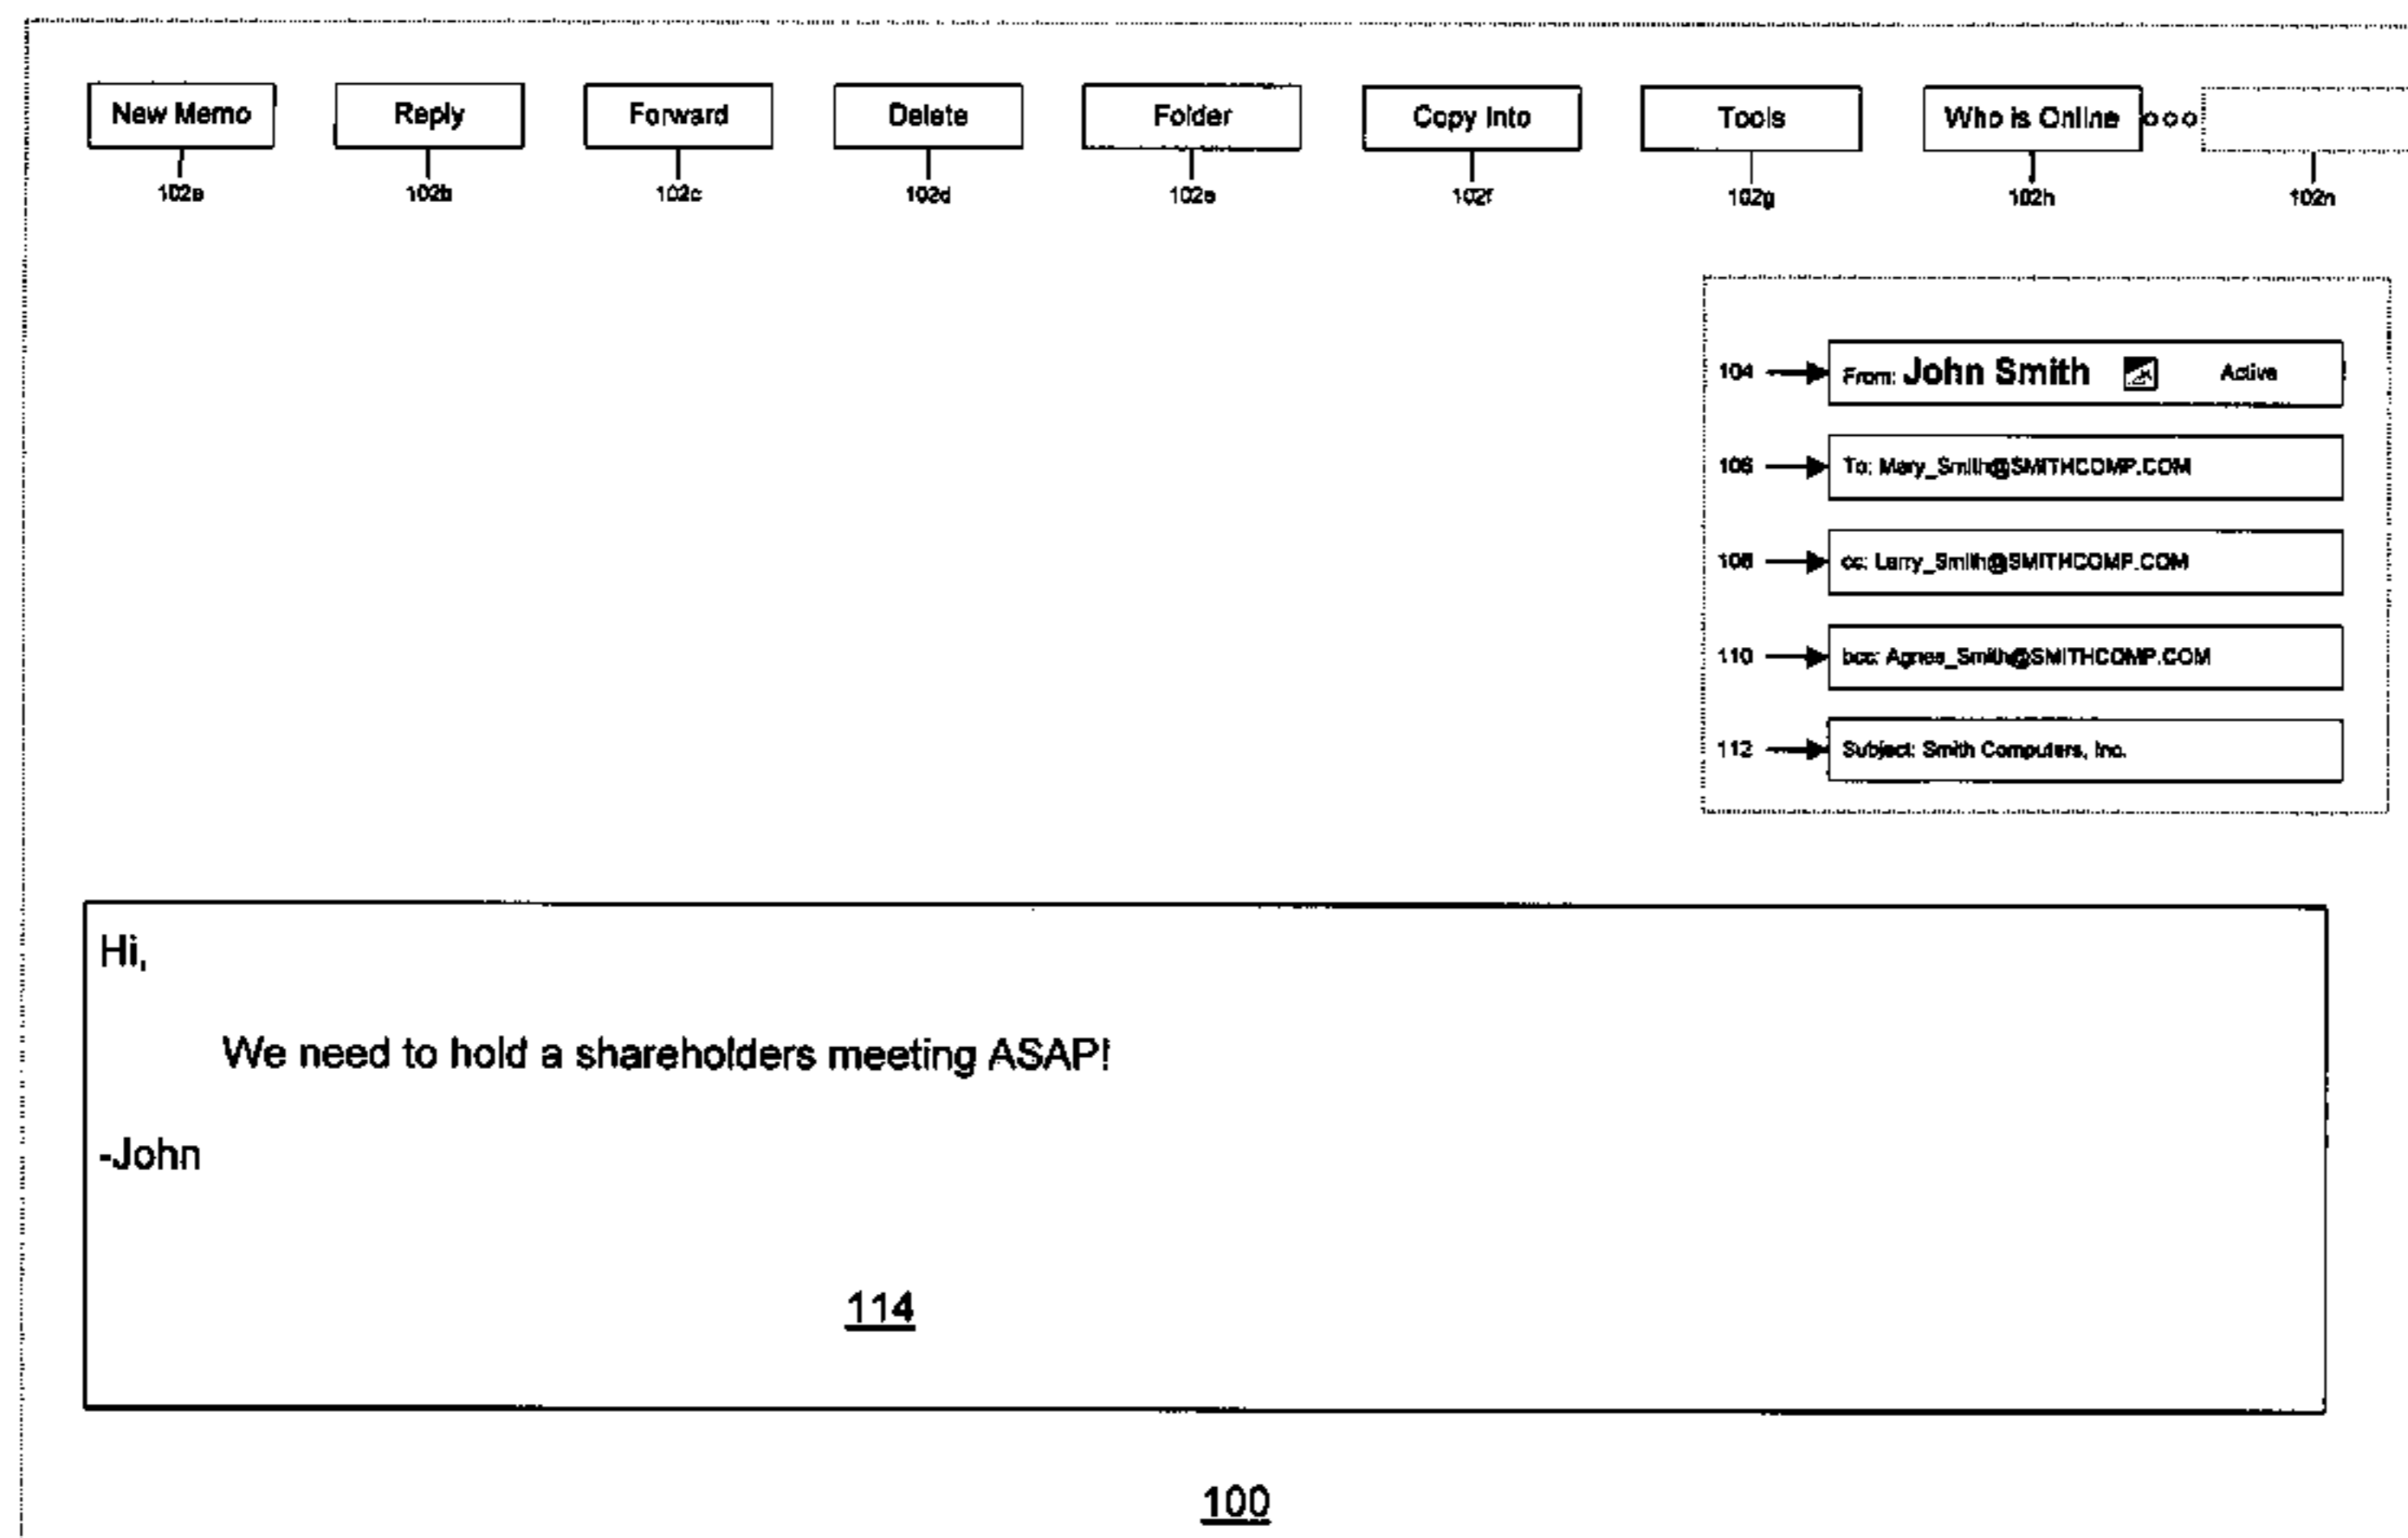 New Memo Reply Forward Delete Folder Copy Into Tools Who is Online ooo
102a 102b 102c 102d 102e 102f 102g 102h 102n
104 From: John Smith Active
106 To: Mary_Smith@SMITHCOMP.COM
108 cc: Larry_Smith@SMITHCOMP.COM
110 bcc: Agnes_Smith@SMITHCOMP.COM
112 Subject: Smith Computers, Inc.
Hi,
We need to hold a shareholders meeting ASAP!
-John
114
100